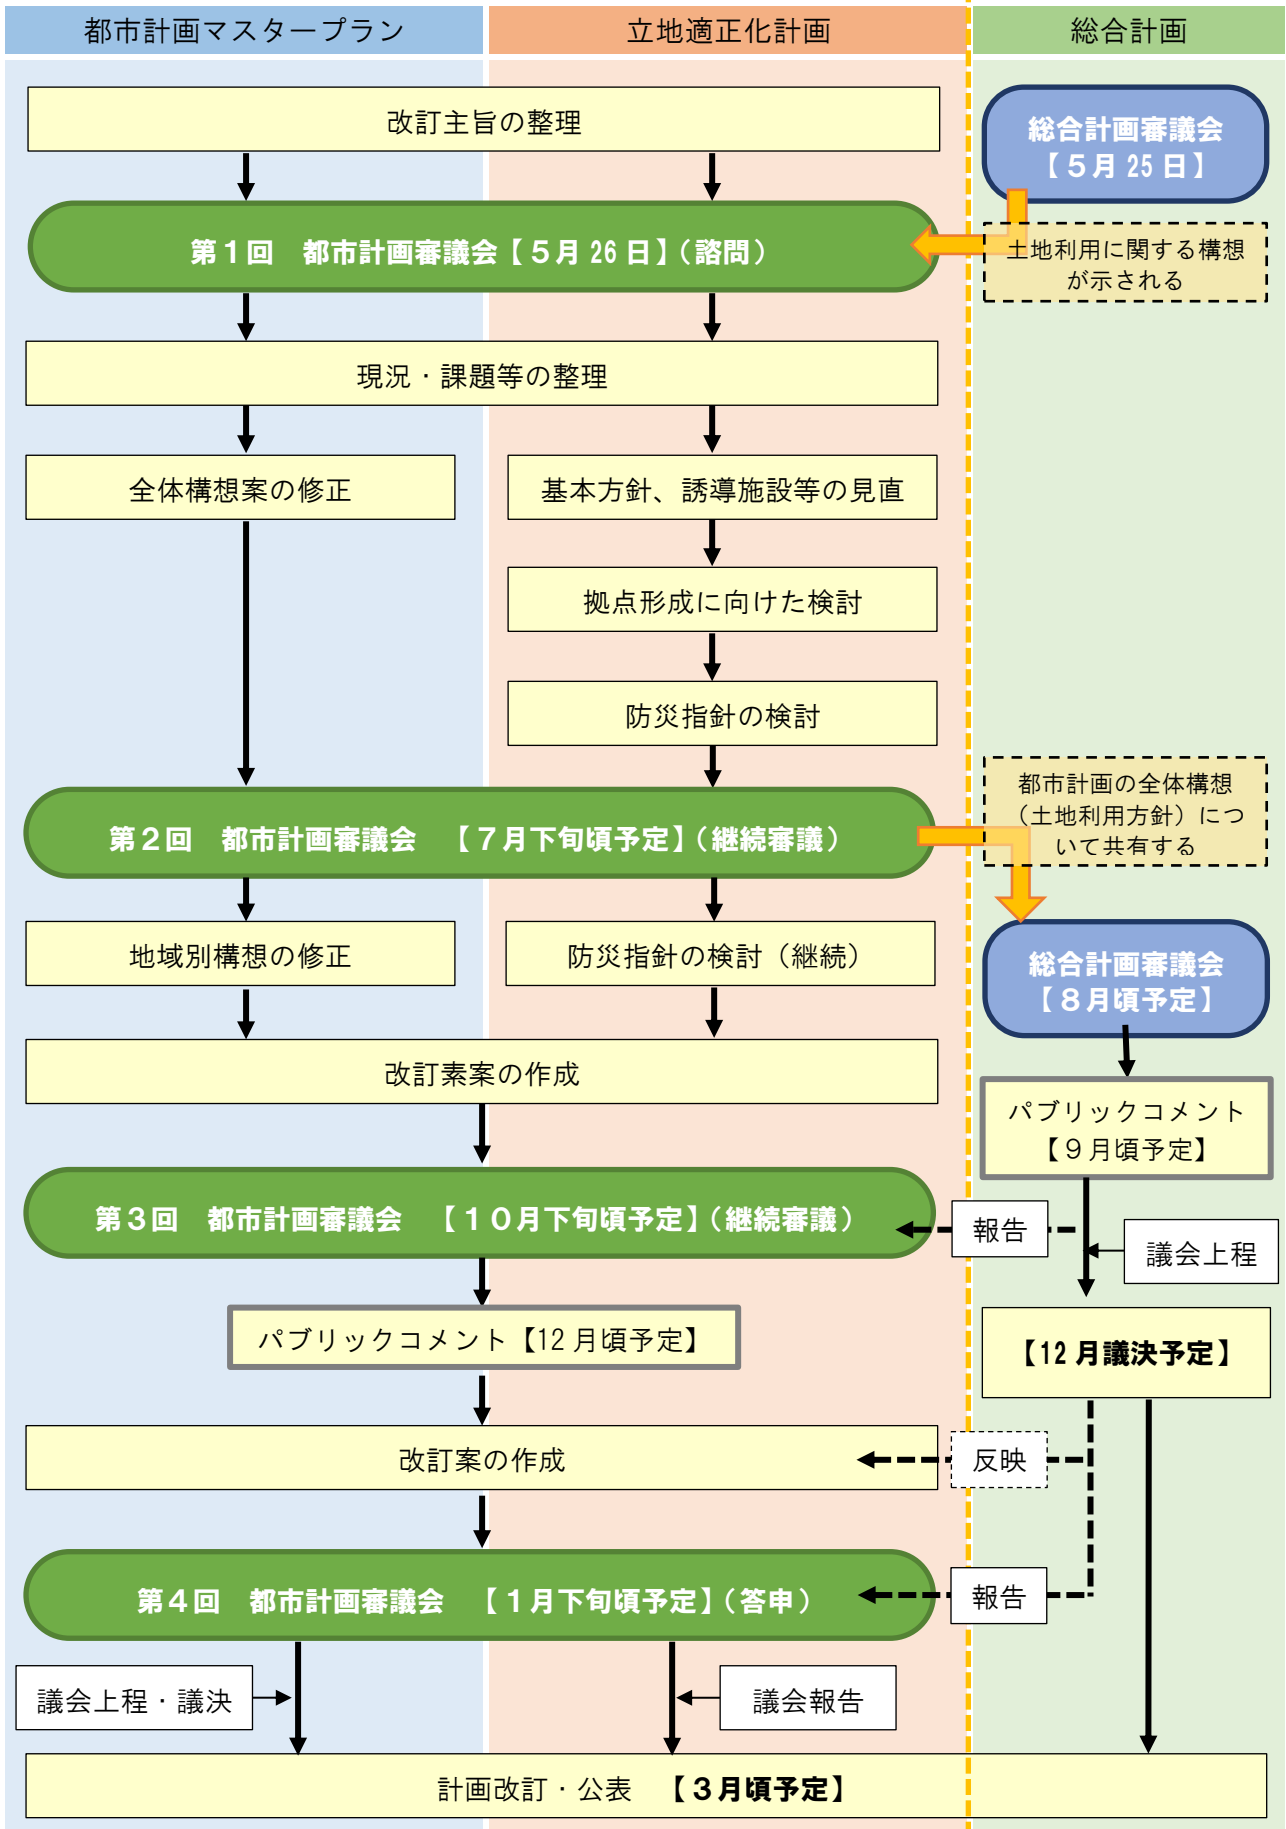 都市計画マスタープラン
立地適正化計画
総合計画
改訂主旨の整理
総合計画審議会
【５月 25 日】
第１回　都市計画審議会【５月 26 日】（諮問）
土地利用に関する構想
が示される
現況・課題等の整理
全体構想案の修正
基本方針、誘導施設等の見直
拠点形成に向けた検討
防災指針の検討
都市計画の全体構想
（土地利用方針）につ
いて共有する
第２回　都市計画審議会　【７月下旬頃予定】（継続審議）
地域別構想の修正
防災指針の検討（継続）
総合計画審議会
【８月頃予定】
改訂素案の作成
パブリックコメント
【９月頃予定】
第３回　都市計画審議会　【１０月下旬頃予定】（継続審議）
報告
議会上程
パブリックコメント【12 月頃予定】
【12 月議決予定】
改訂案の作成
反映
第４回　都市計画審議会　【１月下旬頃予定】（答申）
報告
議会上程・議決
議会報告
計画改訂・公表　【３月頃予定】